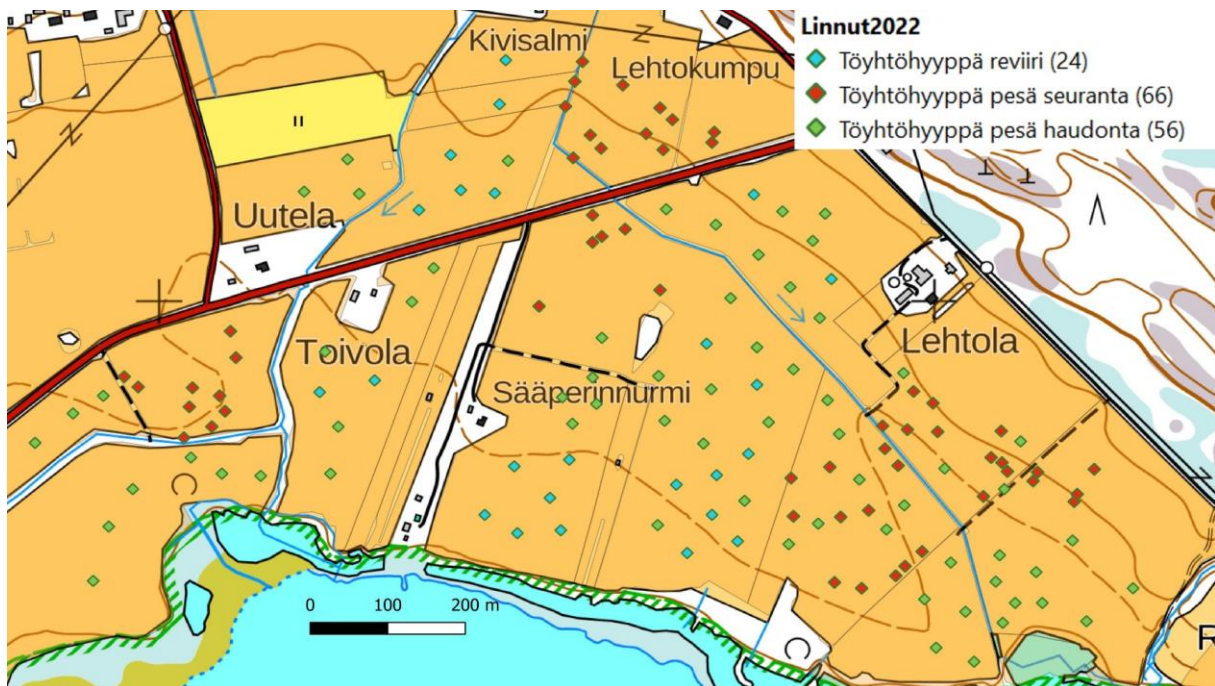 Linnut2022
Töyhtöhyyppä reviiri (24)
Töyhtöhyyppä pesä seuranta (66)
Töyhtöhyyppä pesä haudonta (56)
Kivisalmi
Lehtokumpu
Uutela
Toivola
Lehtola
Sääperinnurmi
0 100 200 m
R